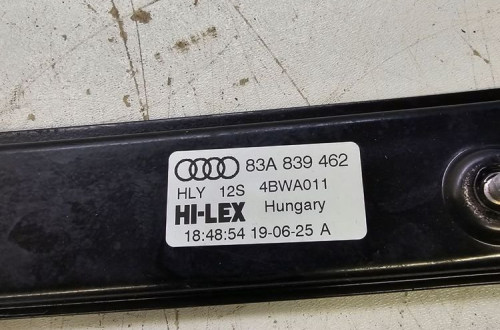 83A 839 462
HLY 12S 4BWA011
HI-LEX Hungary
18:48:54 19-06-25 A